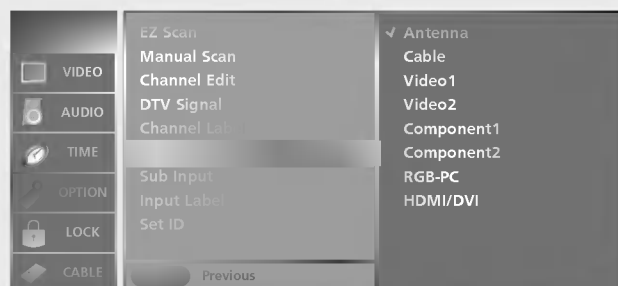 VIDEO
AUDIO
TIME
OPTION
LOCK
CABLE
EZ Scan
Manual Scan
Channel Edit
DTV Signal
Channel Label
Sub Input
Input Label
Set ID
Previous
Antenna
Cable
Video1
Video2
Component1
Component2
RGB-PC
HDMI/DVI